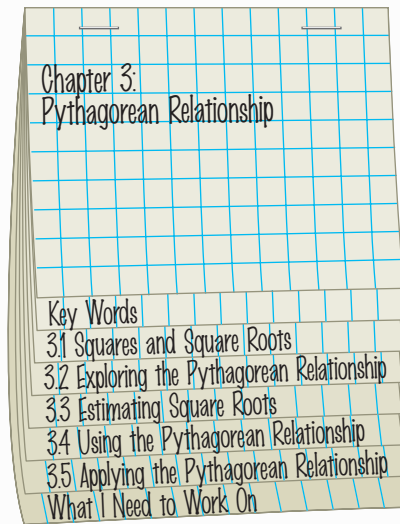 Chapter 3:
Pythagorean Relationship
Key Words
3.1 Squares and Square Roots
3.2 Exploring the Pythagorean Relationship
3.3 Estimating Square Roots
3.4 Using the Pythagorean Relationship
3.5 Applying the Pythagorean Relationship
What I Need to Work On